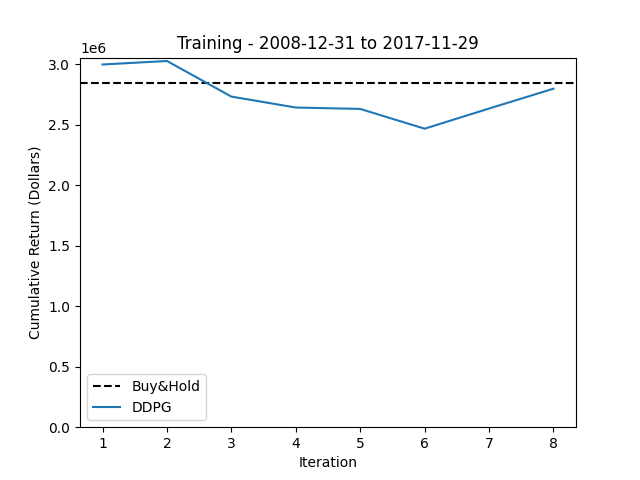 Training - 2008-12-31 to 2017-11-29
1e6
3.0
2.5
2.0
1.5
1.0
0.5
0.0
Cumulative Return (Dollars)
Buy&Hold
DDPG
1 2 3 4 5 6 7 8
Iteration